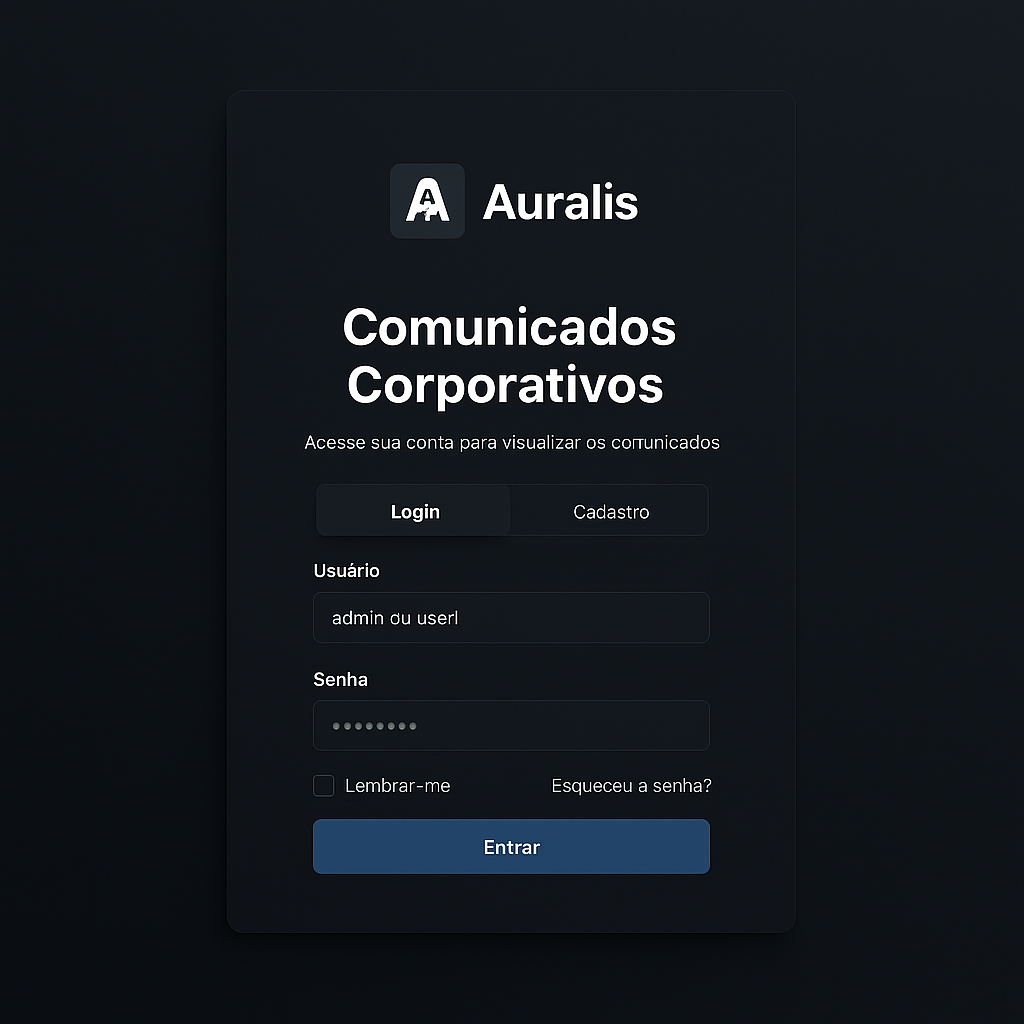 A Auralis
Comunicados
Corporativos
Acesse sua conta para visualizar os comunicados
Login Cadastro
Usuário
admin ou userl
Senha
Lembrar-me Esqueceu a senha?
Entrar